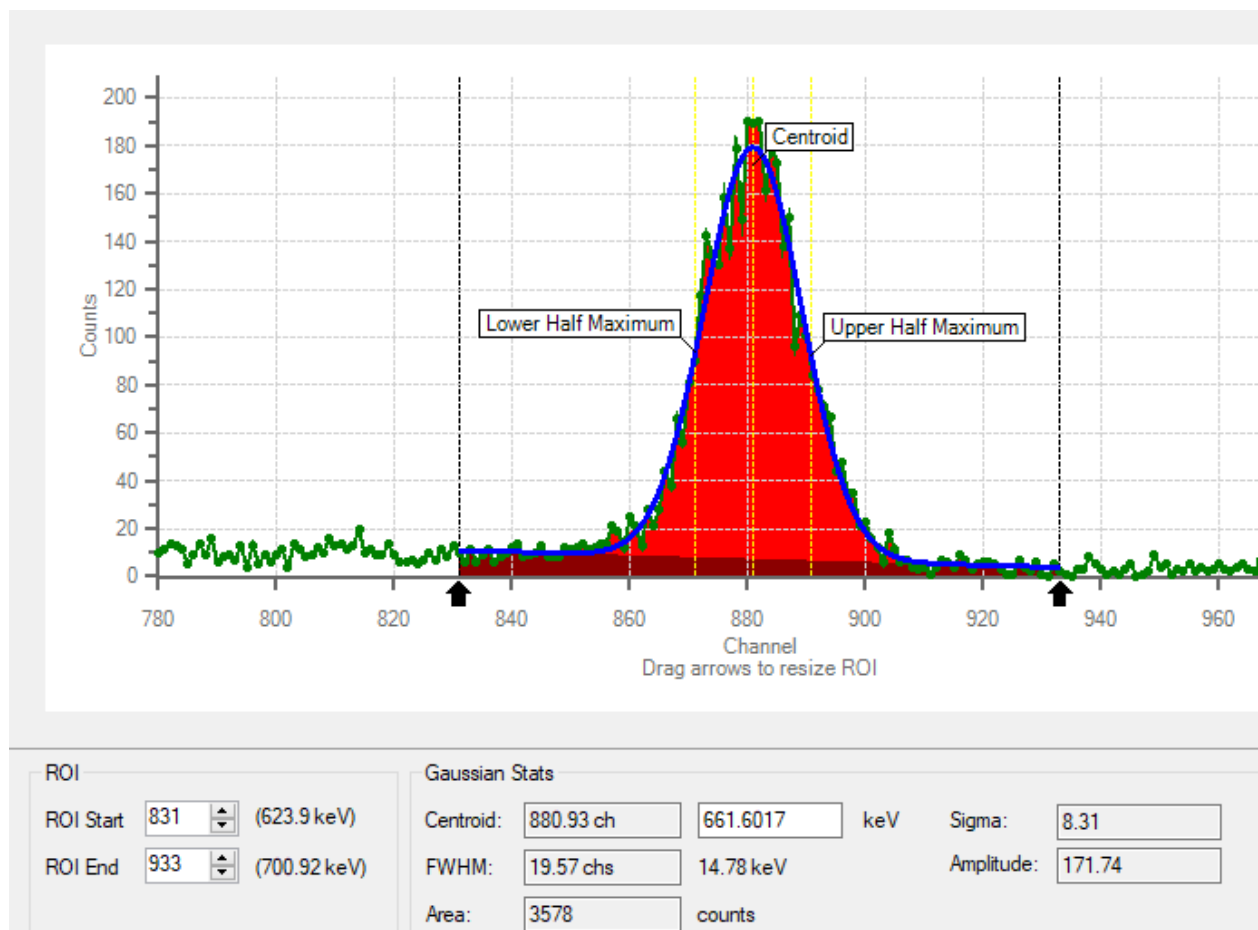 200
180
160
140
120
100
80
60
40
20
0
Counts
Centroid
Lower Half Maximum
Upper Half Maximum
780 800 820 840 860 880 900 920 940 960
Channel
Drag arrows to resize ROI
ROI
ROI Start 831 (623.9 keV)
ROI End 933 (700.92 keV)
Gaussian Stats
Centroid: 880.93 ch 661.6017 keV Sigma: 8.31
FWHM: 19.57 chs 14.78 keV Amplitude: 171.74
Area: 3578 counts